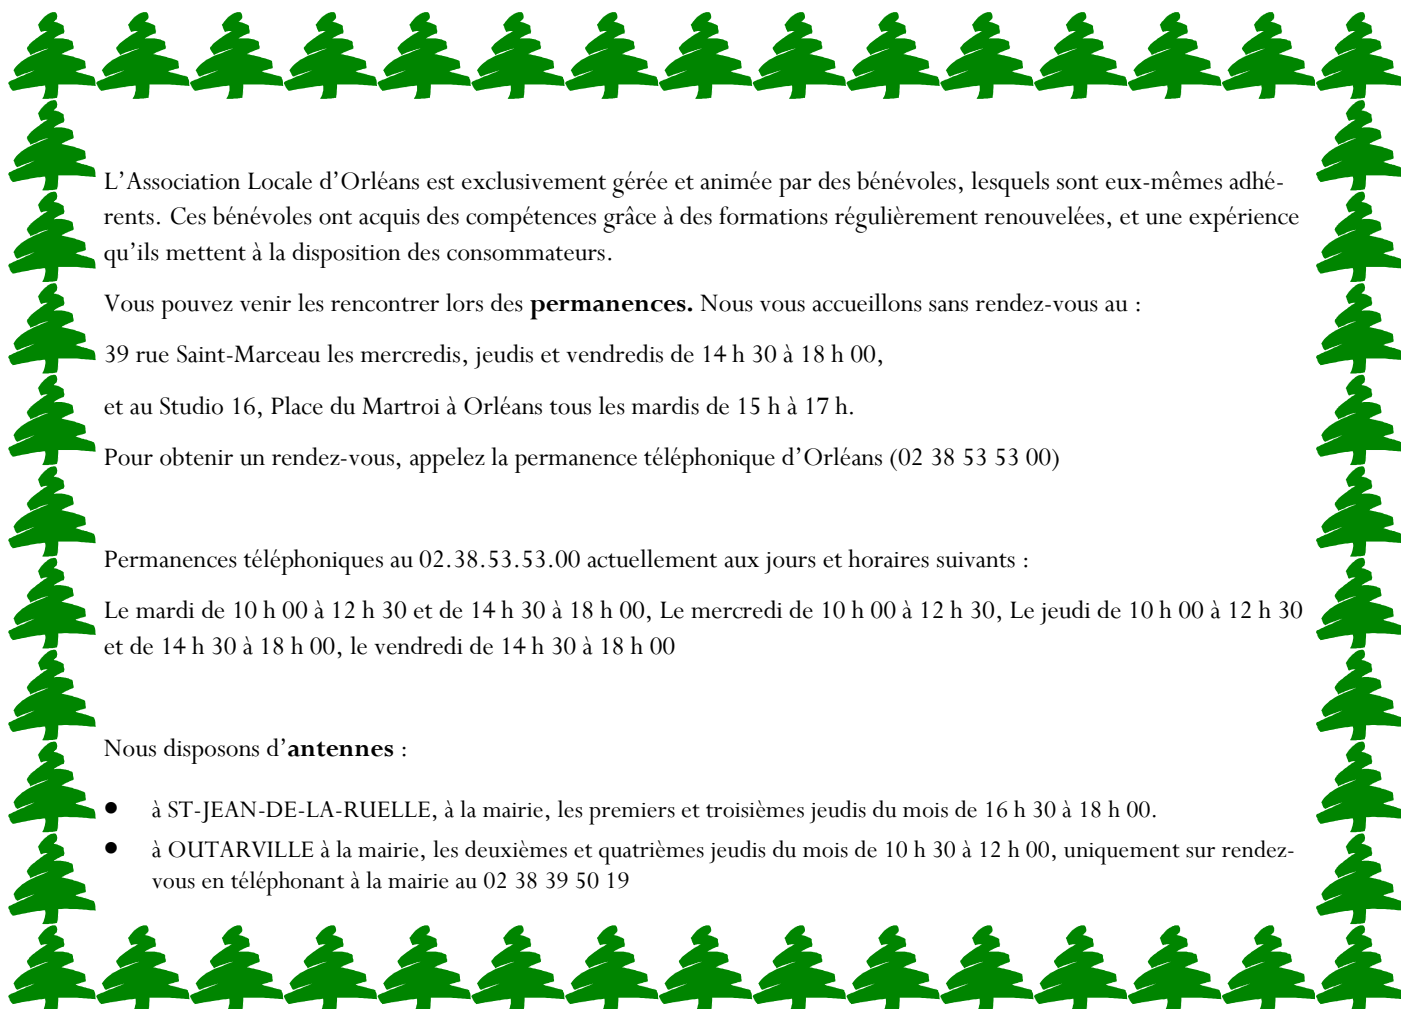 L’Association Locale d’Orléans est exclusivement gérée et animée par des bénévoles, lesquels sont eux-mêmes adhé-
rents. Ces bénévoles ont acquis des compétences grâce à des formations régulièrement renouvelées, et une expérience
qu’ils mettent à la disposition des consommateurs.
Vous pouvez venir les rencontrer lors des permanences. Nous vous accueillons sans rendez-vous au :
39 rue Saint-Marceau les mercredis, jeudis et vendredis de 14 h 30 à 18 h 00,
et au Studio 16, Place du Martroi à Orléans tous les mardis de 15 h à 17 h.
Pour obtenir un rendez-vous, appelez la permanence téléphonique d’Orléans (02 38 53 53 00)
Permanences téléphoniques au 02.38.53.53.00 actuellement aux jours et horaires suivants :
Le mardi de 10 h 00 à 12 h 30 et de 14 h 30 à 18 h 00, Le mercredi de 10 h 00 à 12 h 30, Le jeudi de 10 h 00 à 12 h 30
et de 14 h 30 à 18 h 00, le vendredi de 14 h 30 à 18 h 00
Nous disposons d’antennes :
● à ST-JEAN-DE-LA-RUELLE, à la mairie, les premiers et troisièmes jeudis du mois de 16 h 30 à 18 h 00.
● à OUTARVILLE à la mairie, les deuxièmes et quatrièmes jeudis du mois de 10 h 30 à 12 h 00, uniquement sur rendez-
vous en téléphonant à la mairie au 02 38 39 50 19